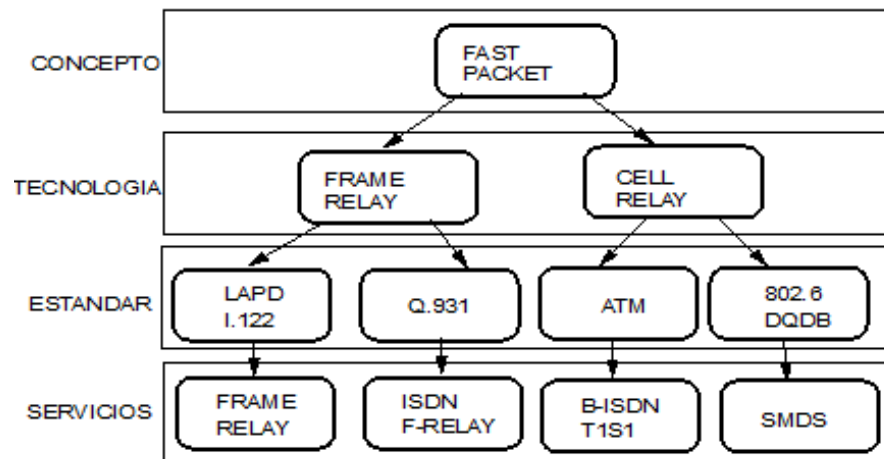 CONCEPTO
FAST
PACKET
TECNOLOGIA
FRAME
RELAY
CELL
RELAY
ESTANDAR
LAPD
I.122
Q.931
ATM
802.6
DQDB
SERVICIOS
FRAME
RELAY
ISDN
F-RELAY
B-ISDN
T1S1
SMDS